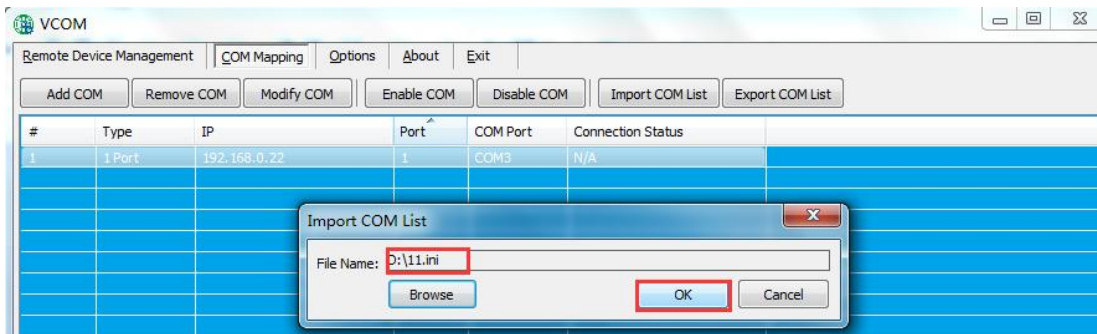 VCOM
Remote Device Management COM Mapping Options About Exit
Add COM Remove COM Modify COM Enable COM Disable COM Import COM List Export COM List
# Type IP Port COM Port Connection Status
1 1 Port 192.168.0.22 1 COM3 N/A
Import COM List
File Name: D:\11.ini
Browse OK Cancel